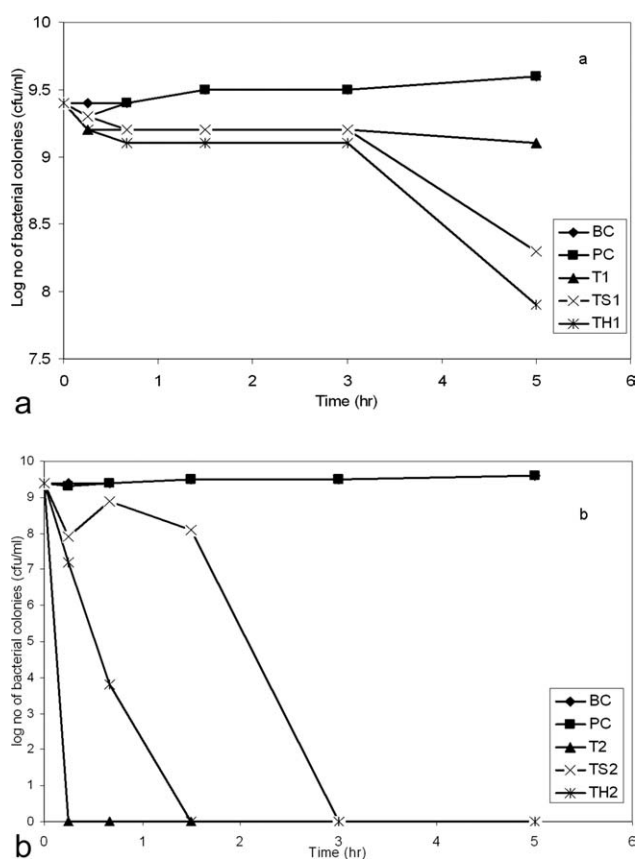 10
a
9.5
9
8.5
8
7.5
Log no of bacterial colonies (cfu/ml)
BC
PC
T1
TS1
TH1
0 1 2 3 4 5 6
Time (hr)
a
10
b
9
8
7
6
5
4
3
2
1
0
log no of bacterial colonies (cfu/ml)
BC
PC
T2
TS2
TH2
0 1 2 3 4 5 6
Time (hr)
b